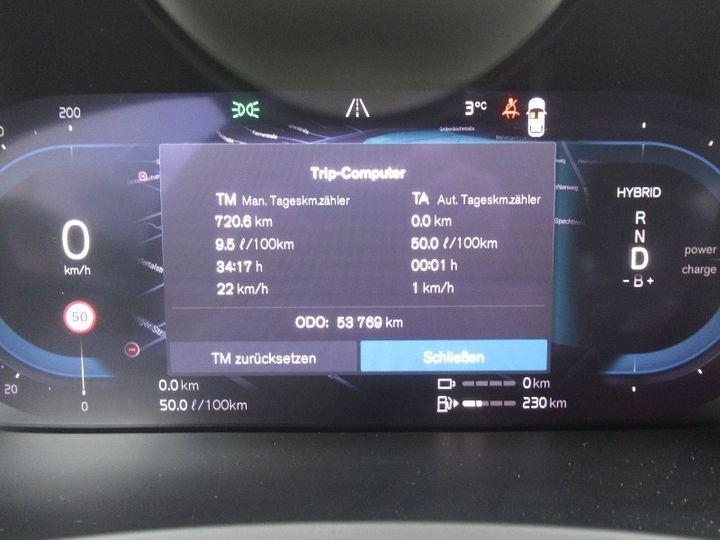 200
3°C
Trip-Computer
TM Man. Tageskm.zähler
TA Aut. Tageskm.zähler
720.6 km
0.0 km
9.5 ℓ/100km
50.0 ℓ/100km
34:17 h
00:01 h
22 km/h
1 km/h
ODO: 53 769 km
TM zurücksetzen
Schließen
0
km/h
50
20
0
HYBRID
R
N
D
-B+
power
charge
0.0 km
50.0 ℓ/100km
0 km
230 km